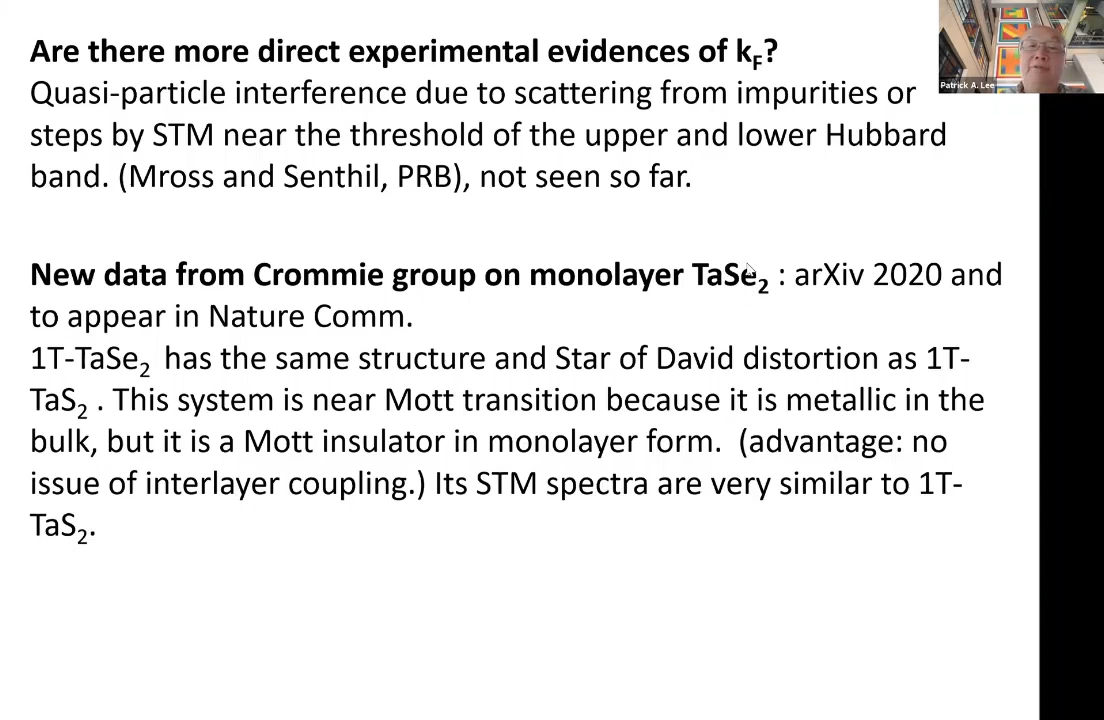 Are there more direct experimental evidences of k_F?
Quasi-particle interference due to scattering from impurities or
steps by STM near the threshold of the upper and lower Hubbard
band. (Mross and Senthil, PRB), not seen so far.
New data from Crommie group on monolayer TaSe₂ : arXiv 2020 and
to appear in Nature Comm.
1T-TaSe₂ has the same structure and Star of David distortion as 1T-
TaS₂ . This system is near Mott transition because it is metallic in the
bulk, but it is a Mott insulator in monolayer form. (advantage: no
issue of interlayer coupling.) Its STM spectra are very similar to 1T-
TaS₂.
Patrick A. Lee